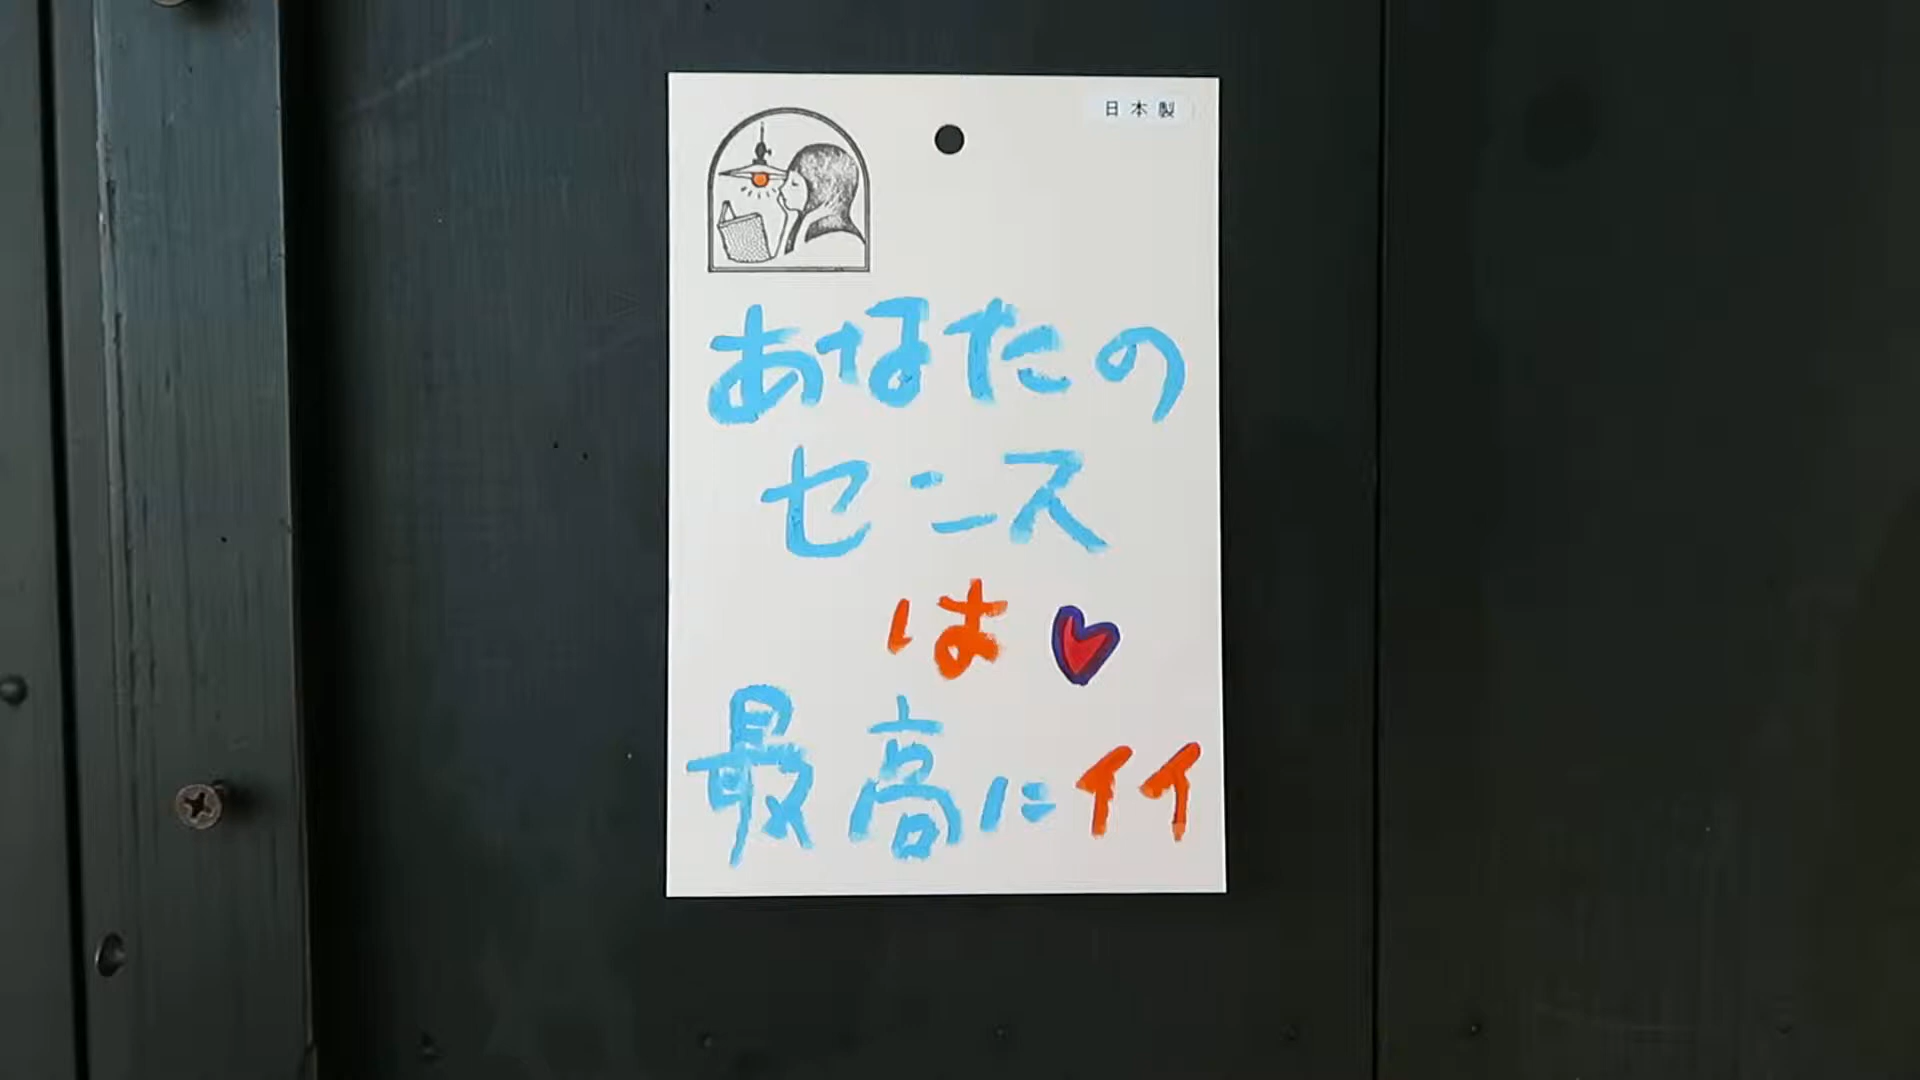 日本製
あなたの
センス
は
最高にイイ